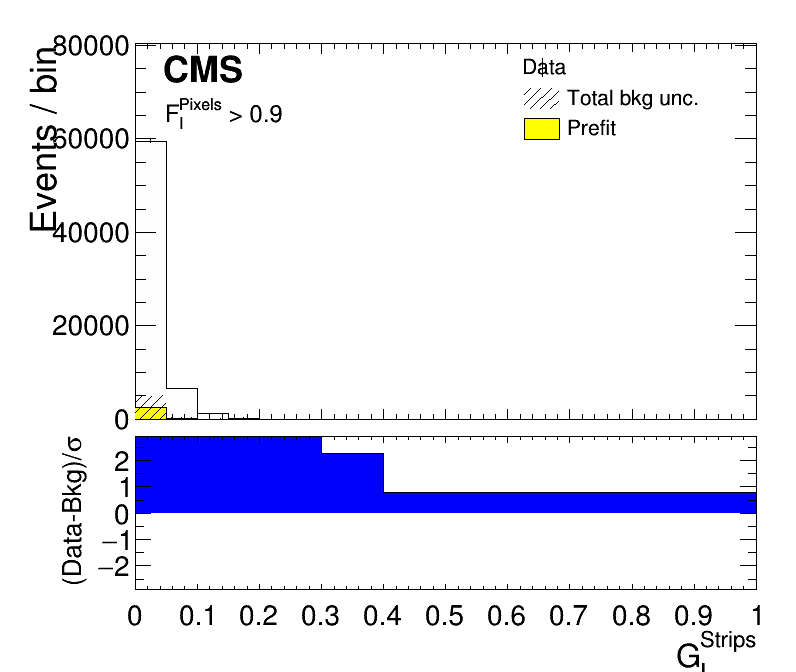 80000
60000
40000
20000
0
Events / bin
CMS
F_l^Pixels > 0.9
Data
Total bkg unc.
Prefit
2
1
0
−1
−2
(Data-Bkg)/σ
0 0.1 0.2 0.3 0.4 0.5 0.6 0.7 0.8 0.9 1
G_I^Strips